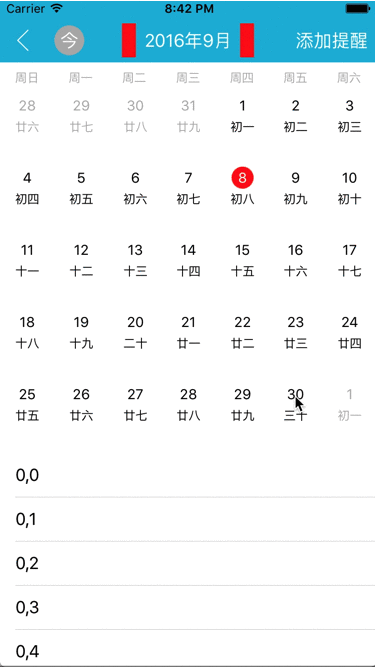 Carrier 8:42 PM
今 2016年9月 添加提醒
周日 周一 周二 周三 周四 周五 周六
28 29 30 31 1 2 3
廿六 廿七 廿八 廿九 初一 初二 初三
4 5 6 7 8 9 10
初四 初五 初六 初七 初八 初九 初十
11 12 13 14 15 16 17
十一 十二 十三 十四 十五 十六 十七
18 19 20 21 22 23 24
十八 十九 二十 廿一 廿二 廿三 廿四
25 26 27 28 29 30 1
廿五 廿六 廿七 廿八 廿九 三十 初一
0,0
0,1
0,2
0,3
0,4